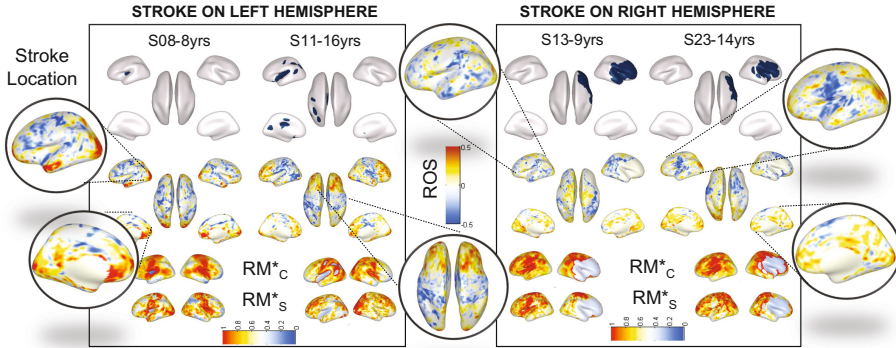 STROKE ON LEFT HEMISPHERE
STROKE ON RIGHT HEMISPHERE
S08-8yrs
S11-16yrs
S13-9yrs
S23-14yrs
Stroke
Location
ROS
0.5
0
-0.5
RM*C
RM*S
RM*C
RM*S
1
0.8
0.6
0.4
0.2
0
1
0.8
0.6
0.4
0.2
0